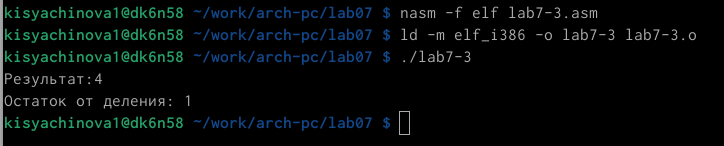 kisyachinova1@dk6n58 ~/work/arch-pc/lab07 $ nasm -f elf lab7-3.asm
kisyachinova1@dk6n58 ~/work/arch-pc/lab07 $ ld -m elf_i386 -o lab7-3 lab7-3.o
kisyachinova1@dk6n58 ~/work/arch-pc/lab07 $ ./lab7-3
Результат:4
Остаток от деления: 1
kisyachinova1@dk6n58 ~/work/arch-pc/lab07 $